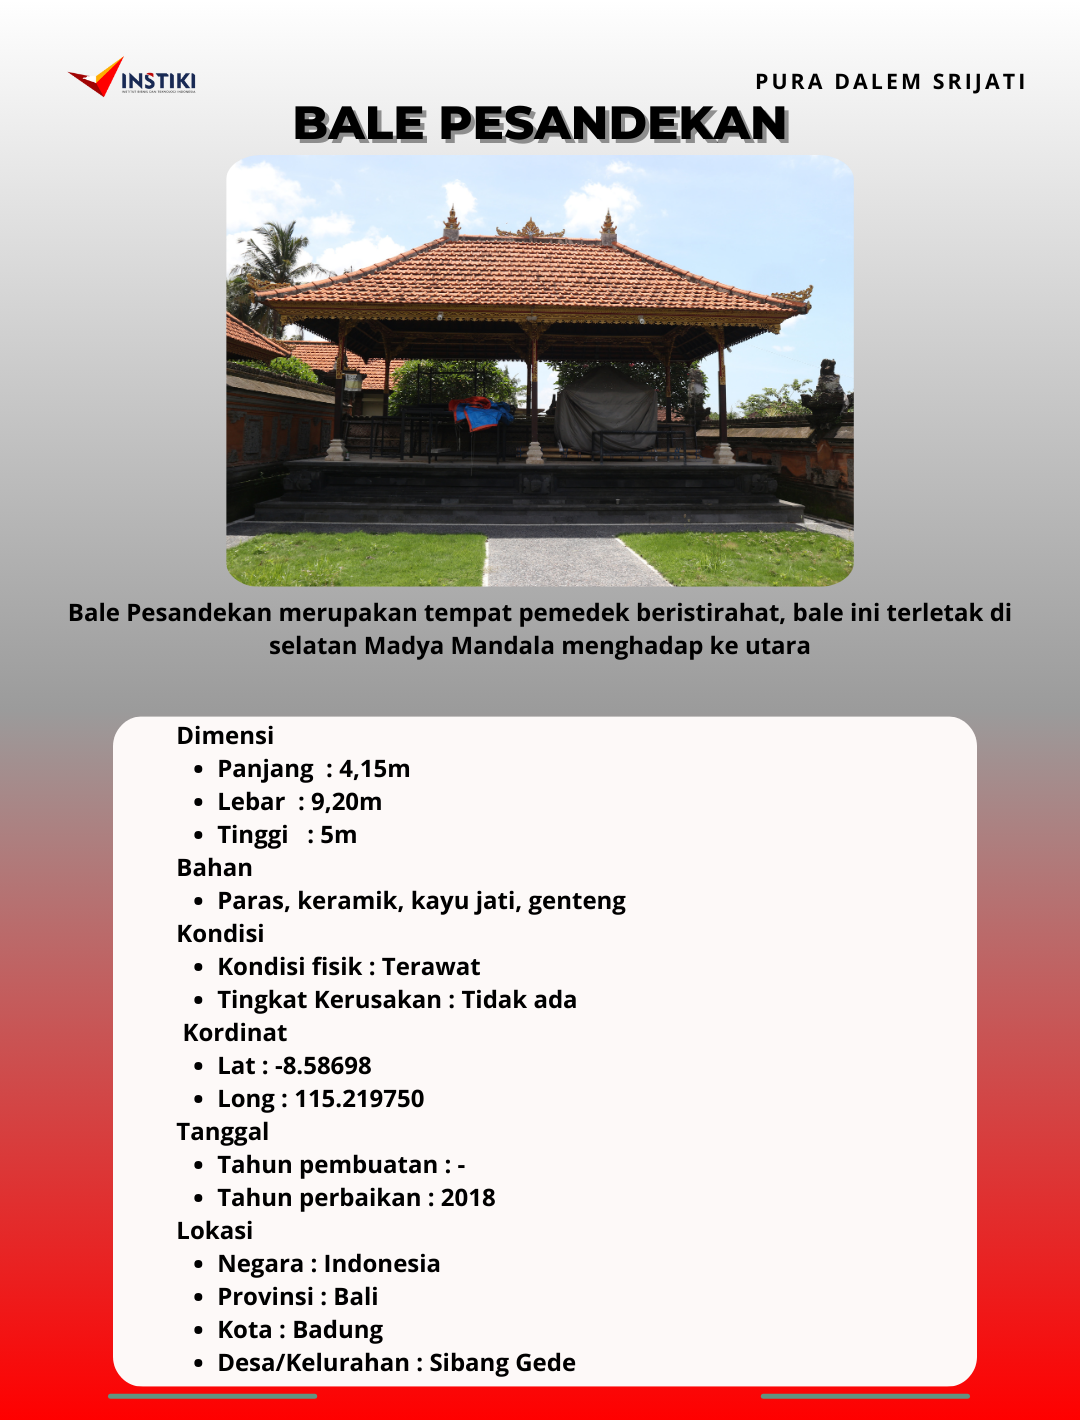 INSTIKI
PURA DALEM SRIJATI
BALE PESANDEKAN
Bale Pesandekan merupakan tempat pemedek beristirahat, bale ini terletak di
selatan Madya Mandala menghadap ke utara
Dimensi
• Panjang : 4,15m
• Lebar : 9,20m
• Tinggi : 5m
Bahan
• Paras, keramik, kayu jati, genteng
Kondisi
• Kondisi fisik : Terawat
• Tingkat Kerusakan : Tidak ada
Kordinat
• Lat : -8.58698
• Long : 115.219750
Tanggal
• Tahun pembuatan : -
• Tahun perbaikan : 2018
Lokasi
• Negara : Indonesia
• Provinsi : Bali
• Kota : Badung
• Desa/Kelurahan : Sibang Gede